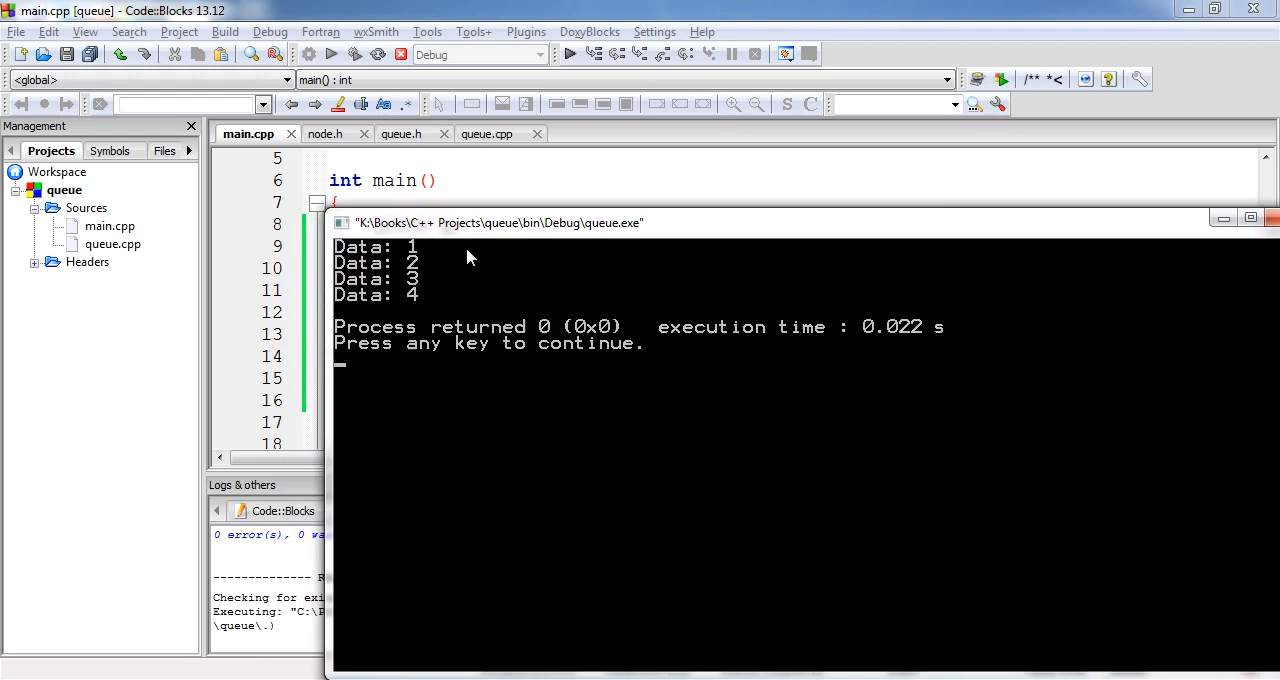 main.cpp [queue] - Code::Blocks 13.12
File Edit View Search Project Build Debug Fortran wxSmith Tools Tools+ Plugins DoxyBlocks Settings Help
Debug
<global> main() : int /** *<
Aa .* S C
Management
Projects Symbols Files
Workspace
queue
Sources
main.cpp
queue.cpp
Headers
main.cpp node.h queue.h queue.cpp
5
6 int main()
7 {
8
9
10
11
12
13
14
15
16
17
18
"K:\Books\C++ Projects\queue\bin\Debug\queue.exe"
Data: 1
Data: 2
Data: 3
Data: 4
Process returned 0 (0x0) execution time : 0.022 s
Press any key to continue.
Logs & others
Code::Blocks
0 error(s), 0
--------------
Checking for
Executing: "C:\
\queue\.)